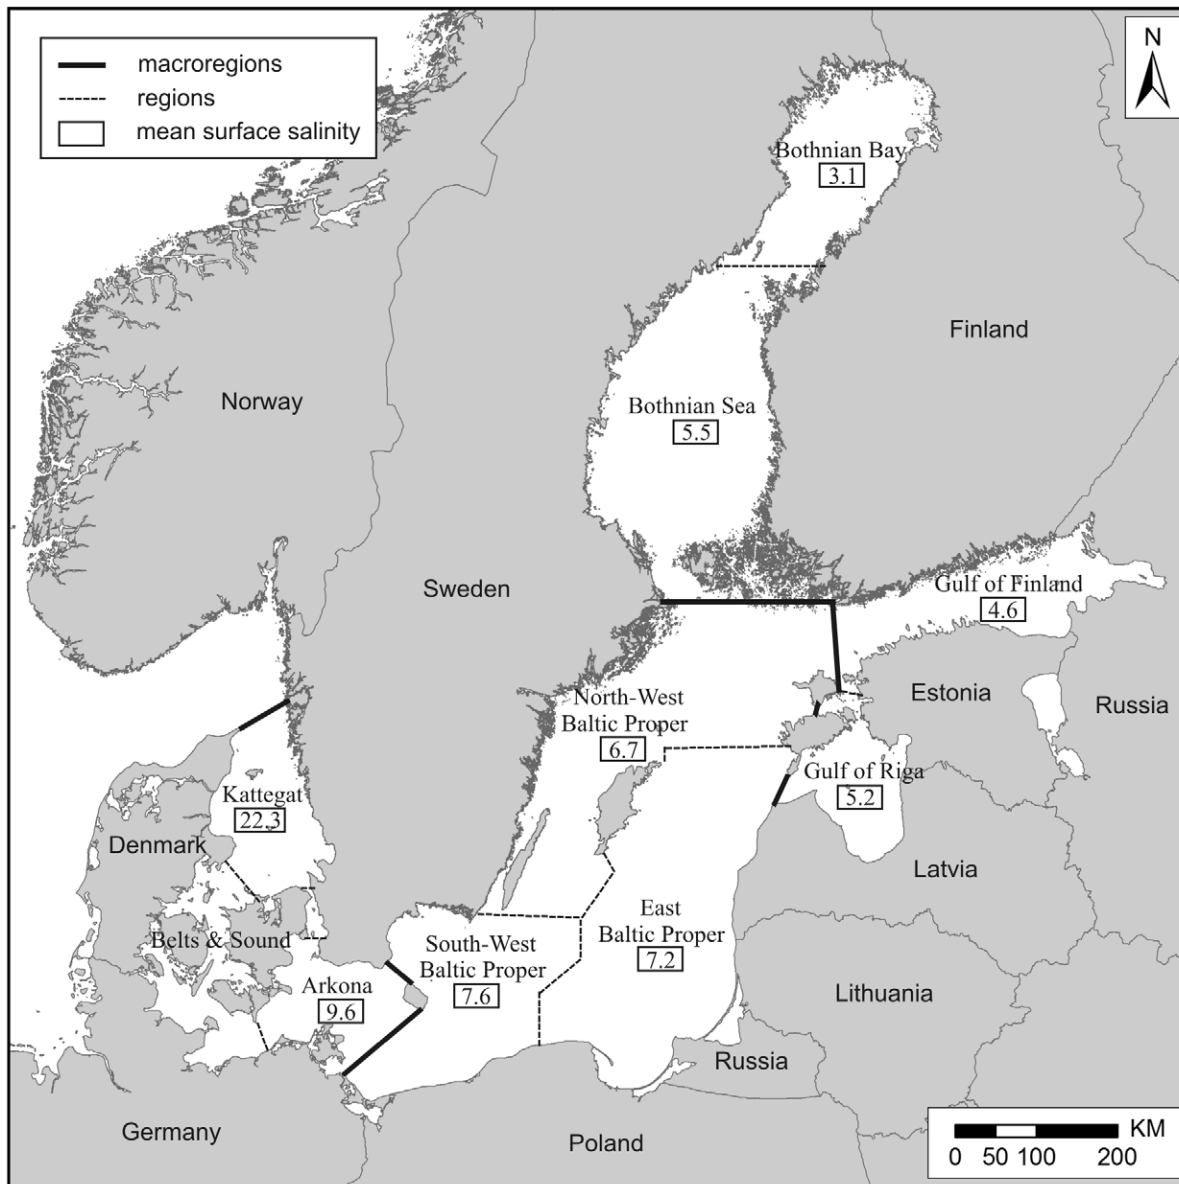 macroregions
regions
mean surface salinity
N
Bothnian Bay
3.1
Finland
Norway
Bothnian Sea
5.5
Sweden
Gulf of Finland
4.6
North-West
Baltic Proper
6.7
Estonia
Russia
Kattegat
22.3
Gulf of Riga
5.2
Denmark
Latvia
Belts & Sound
South-West
Baltic Proper
7.6
East
Baltic Proper
7.2
Arkona
9.6
Lithuania
Russia
Germany
Poland
KM
0 50 100 200